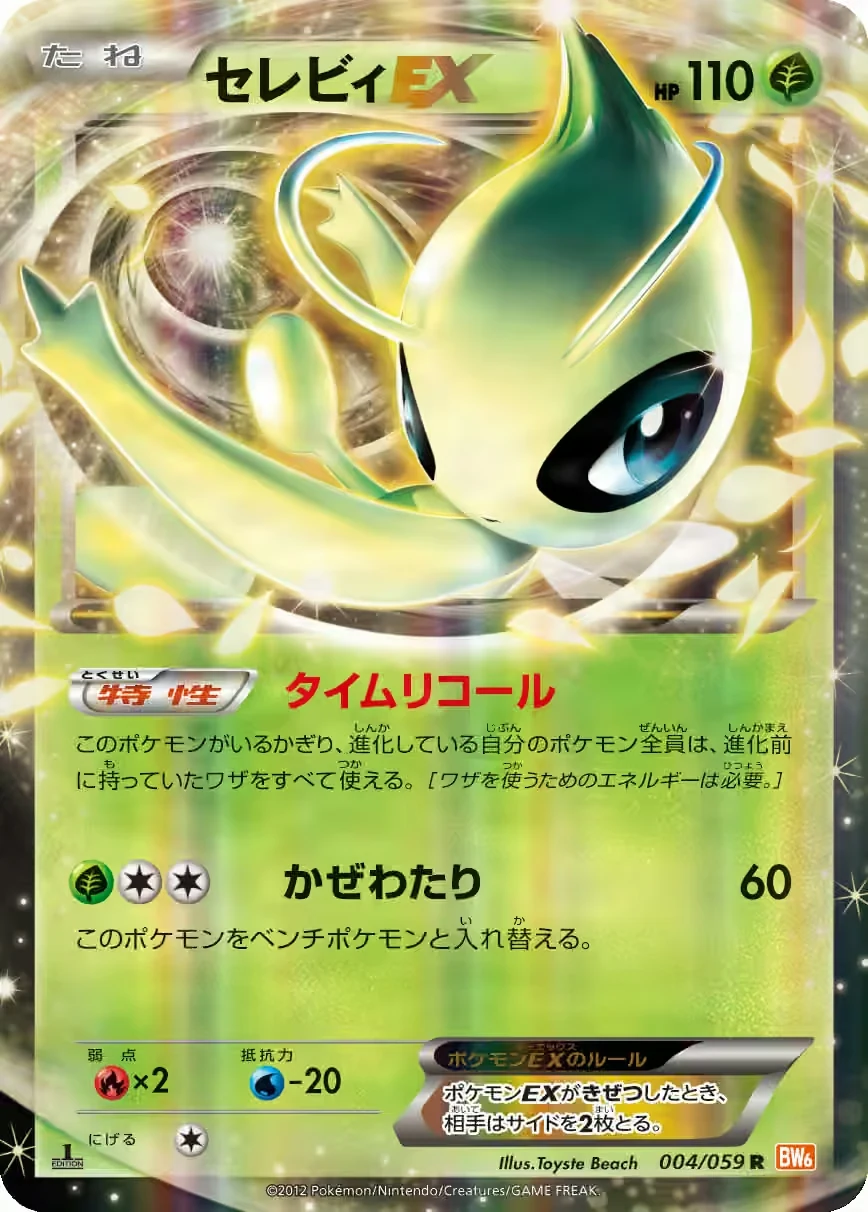 たね
セレビィEX
HP 110
とくせい
特性 タイムリコール
このポケモンがいるかぎり、進化している自分のポケモン全員は、進化前
に持っていたワザをすべて使える。[ワザを使うためのエネルギーは必要。]
かぜわたり 60
このポケモンをベンチポケモンと入れ替える。
弱点 抵抗力
×2 -20
ポケモンEXのルール
ポケモンEXがきぜつしたとき、
相手はサイドを2枚とる。
にげる
1 EDITION
Illus.Toyste Beach 004/059 R BW6
©2012 Pokémon/Nintendo/Creatures/GAME FREAK.